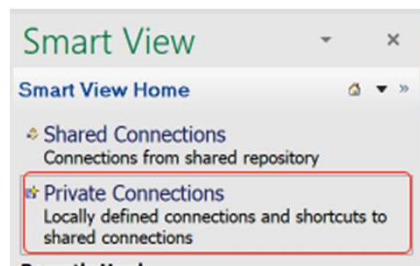 Smart View
Smart View Home
Shared Connections
Connections from shared repository
Private Connections
Locally defined connections and shortcuts to
shared connections